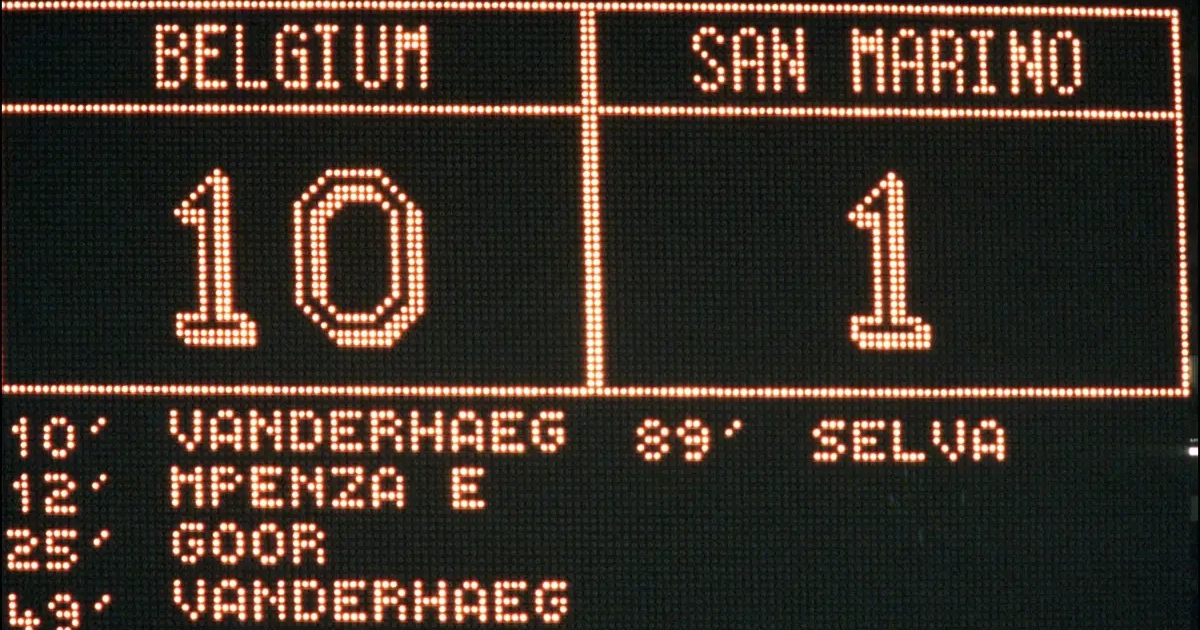 BELGIUM SAN MARINO
10 1
10' VANDERHAEG 89' SELVA
12' MPENZA E
25' GOOR
49' VANDERHAEG